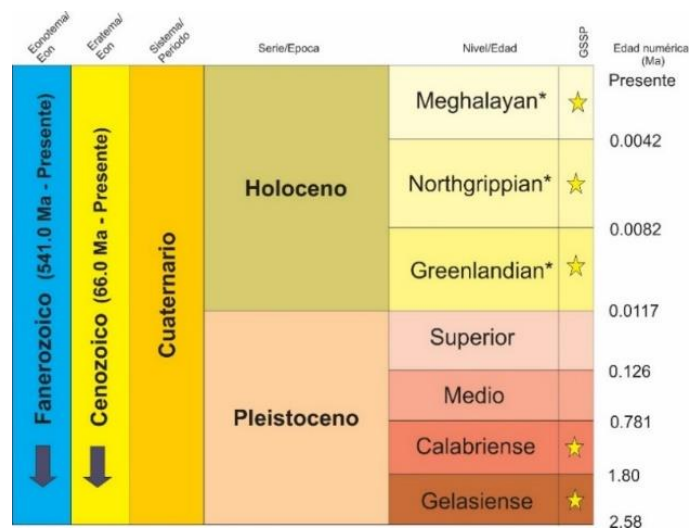 Eonotema/
Eon
Eratema/
Eon
Sistema/
Periodo
Serie/Epoca
Nivel/Edad
GSSP
Edad numérica
(Ma)
Fanerozoico (541.0 Ma - Presente)
Cenozoico (66.0 Ma - Presente)
Cuaternario
Holoceno
Pleistoceno
Meghalayan*
Northgrippian*
Greenlandian*
Superior
Medio
Calabriense
Gelasiense
Presente
0.0042
0.0082
0.0117
0.126
0.781
1.80
2.58